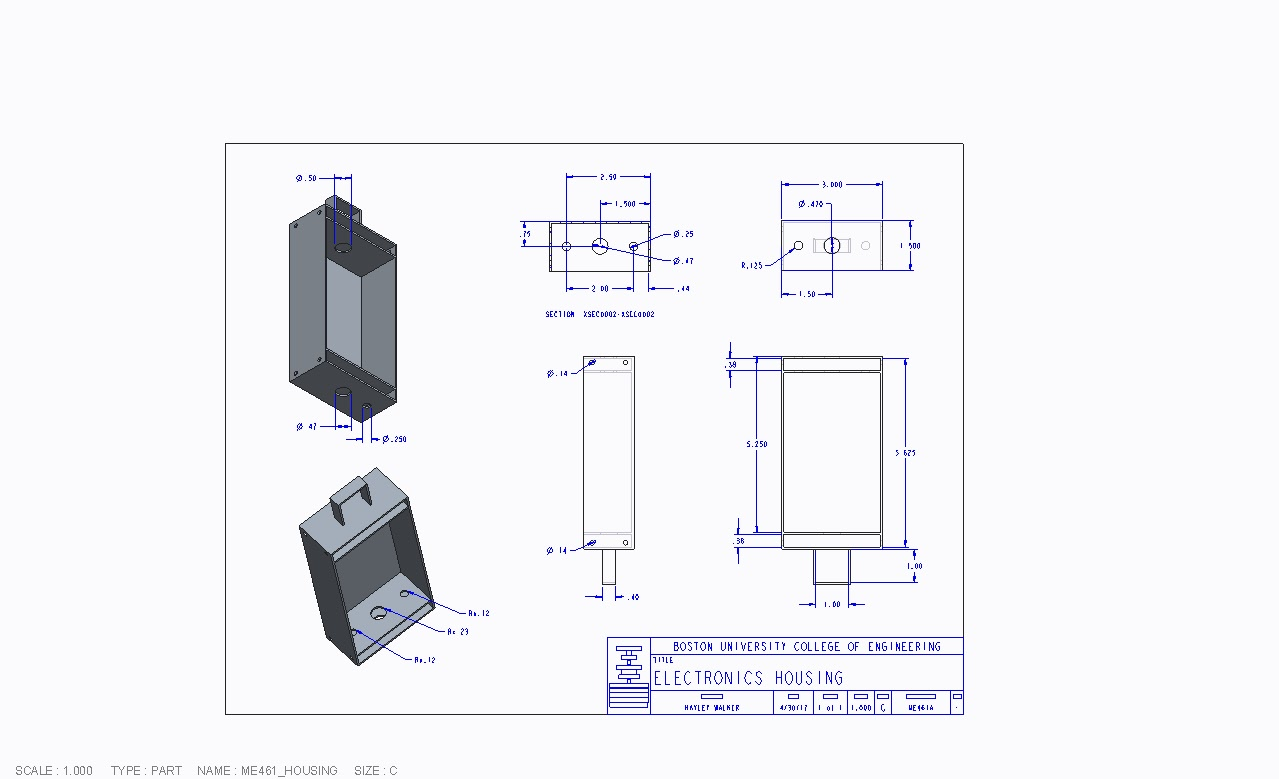 Ø.50
2.50
3.000
1.500
Ø.470
.75
Ø.25
1.500
Ø.47
R.125
2.00
.44
1.50
SECTION XSEC0002-XSEC0002
Ø.14
.38
5.250
5.625
Ø 47
Ø.250
Ø 14
.38
1.00
.40
1.00
R≤.12
R≤ 23
R≤.12
BOSTON UNIVERSITY COLLEGE OF ENGINEERING
TITLE
ELECTRONICS HOUSING
HAYLEY WALKER 4/30/17 1 of 1 1.000 C ME461A -
SCALE : 1.000 TYPE : PART NAME : ME461_HOUSING SIZE : C